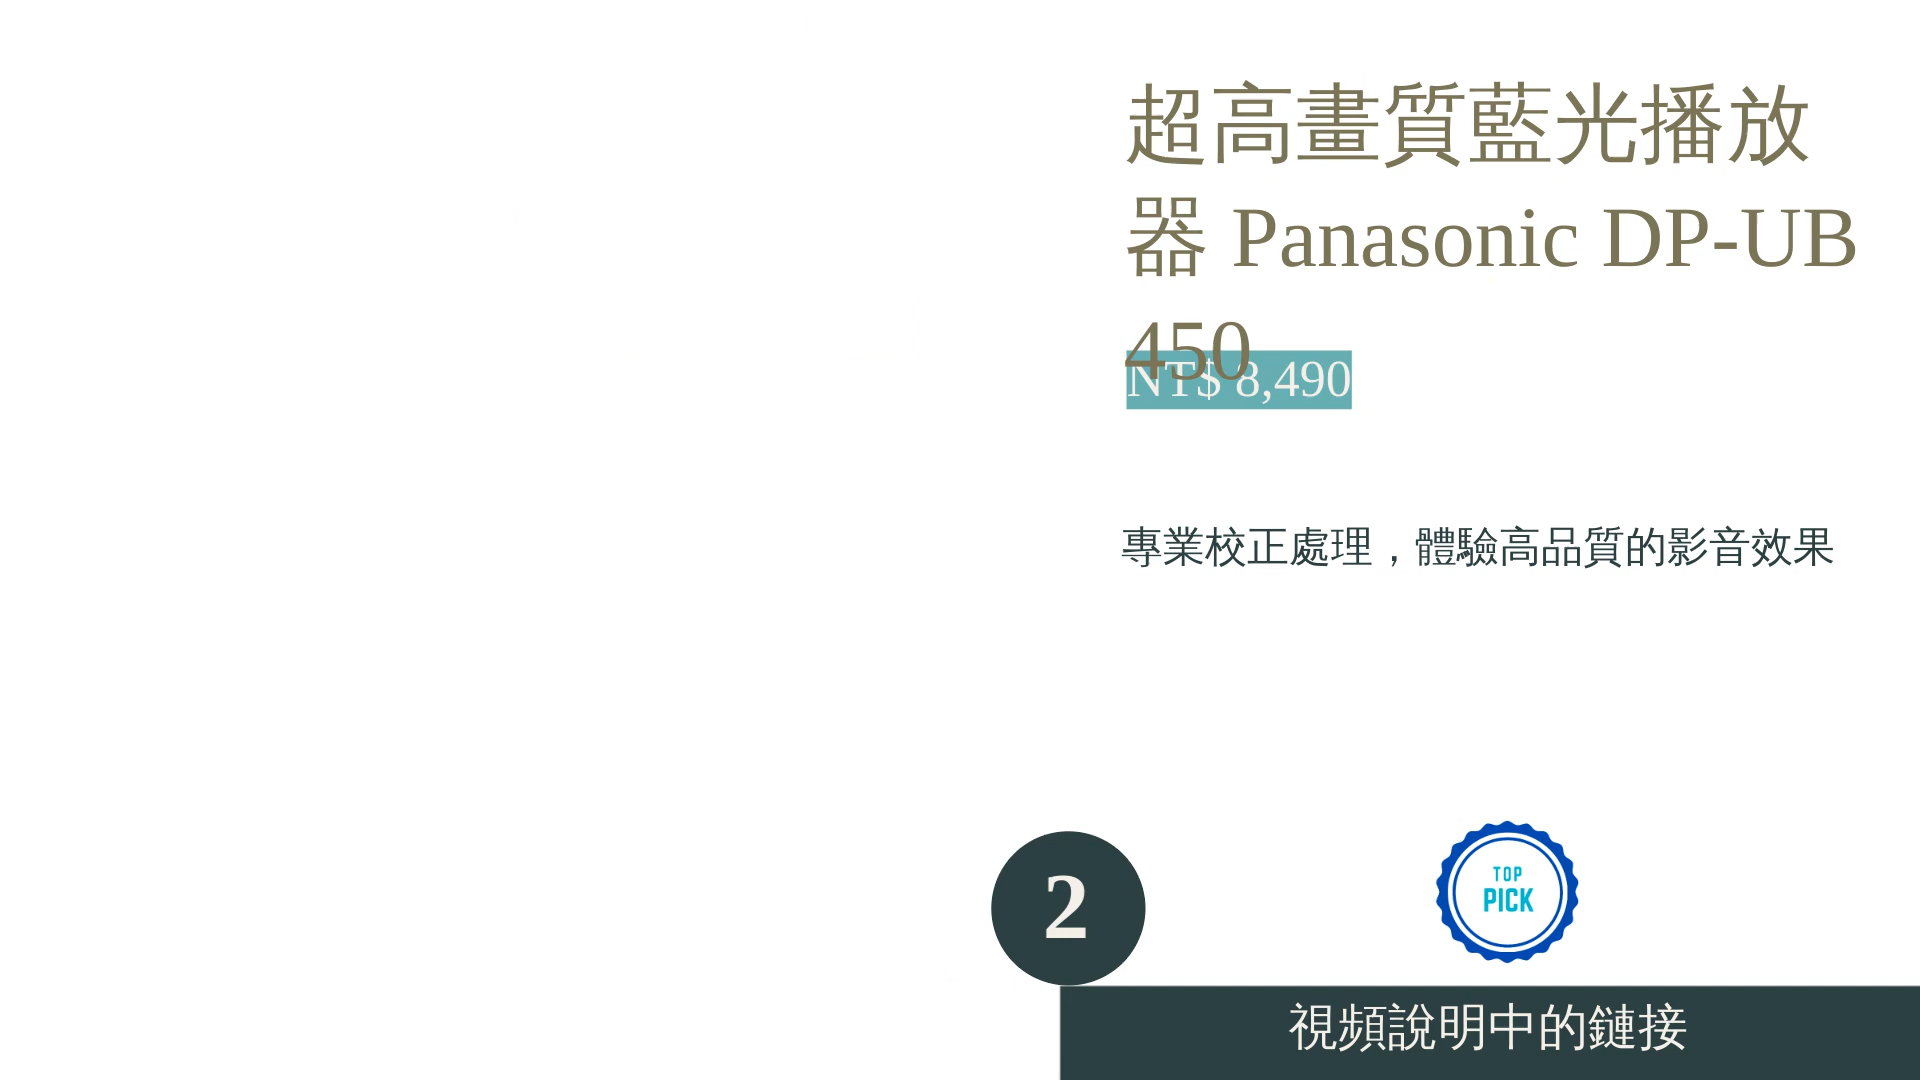 超高畫質藍光播放
器 Panasonic DP-UB
450
NT$ 8,490
專業校正處理，體驗高品質的影音效果
2
TOP
PICK
視頻說明中的鏈接